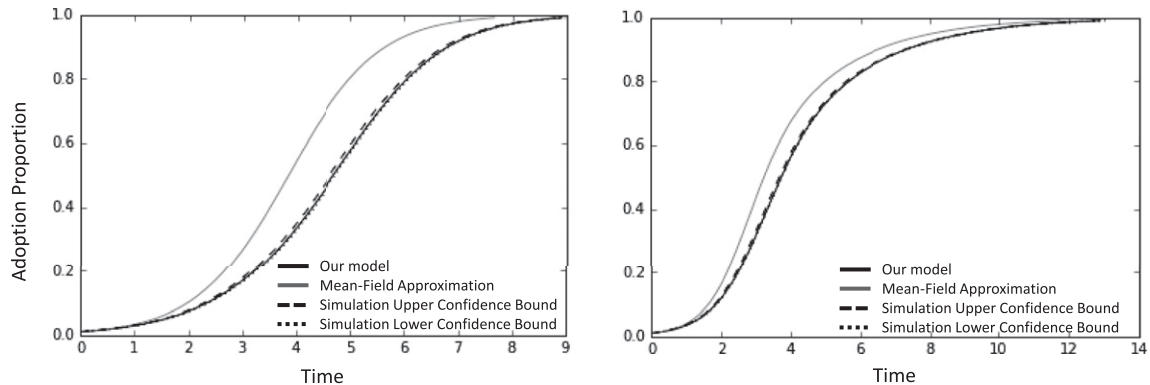 1.0
0.8
0.6
0.4
0.2
0.0
0 1 2 3 4 5 6 7 8 9
Adoption Proportion
Time
Our model
Mean-Field Approximation
Simulation Upper Confidence Bound
Simulation Lower Confidence Bound
1.0
0.8
0.6
0.4
0.2
0.0
0 2 4 6 8 10 12 14
Time
Our model
Mean-Field Approximation
Simulation Upper Confidence Bound
Simulation Lower Confidence Bound